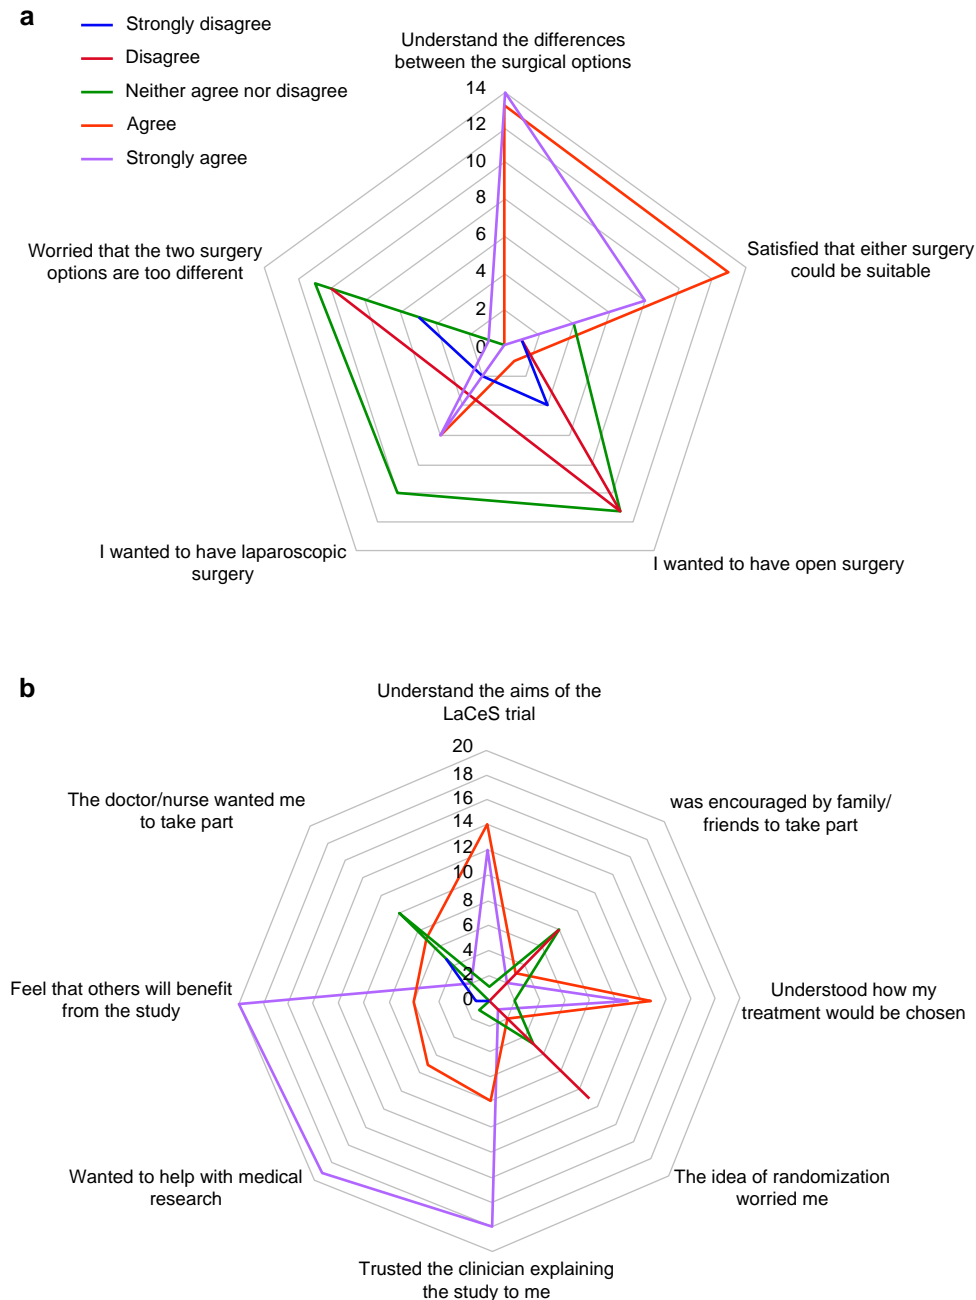 a
Strongly disagree
Disagree
Neither agree nor disagree
Agree
Strongly agree
Understand the differences
between the surgical options
14
12
10
8
6
4
2
0
Worried that the two surgery
options are too different
Satisfied that either surgery
could be suitable
I wanted to have laparoscopic
surgery
I wanted to have open surgery
b
Understand the aims of the
LaCeS trial
20
18
16
14
12
10
8
6
4
2
0
The doctor/nurse wanted me
to take part
was encouraged by family/
friends to take part
Feel that others will benefit
from the study
Understood how my
treatment would be chosen
Wanted to help with medical
research
The idea of randomization
worried me
Trusted the clinician explaining
the study to me